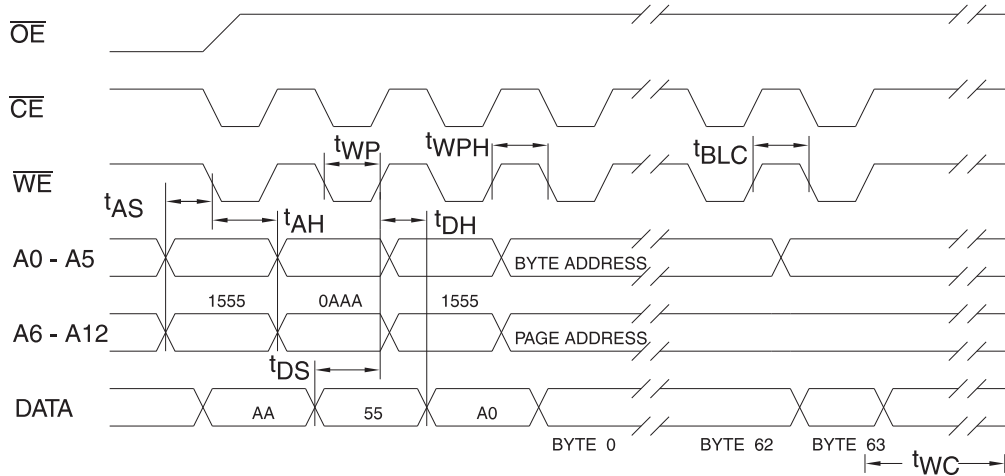 OE
CE
tWP tWPH tBLC
WE
tAS tAH tDH
A0 - A5 BYTE ADDRESS
1555 0AAA 1555
A6 - A12 PAGE ADDRESS
tDS
DATA AA 55 A0
BYTE 0 BYTE 62 BYTE 63
tWC